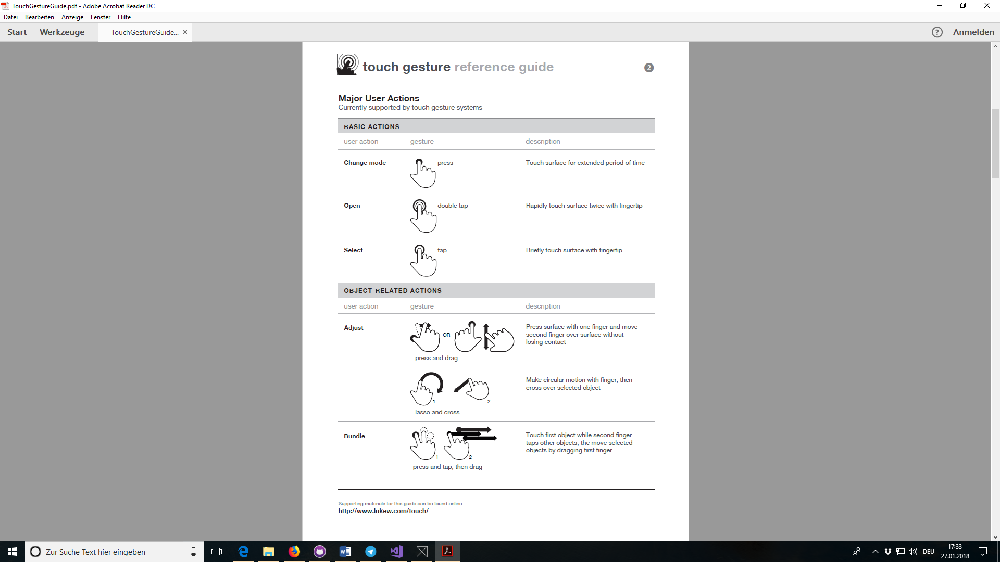 TouchGestureGuide.pdf - Adobe Acrobat Reader DC
Datei Bearbeiten Anzeige Fenster Hilfe
Start Werkzeuge TouchGestureGuide... × ? Anmelden
touch gesture reference guide 2
Major User Actions
Currently supported by touch gesture systems
BASIC ACTIONS
user action gesture description
Change mode press Touch surface for extended period of time
Open double tap Rapidly touch surface twice with fingertip
Select tap Briefly touch surface with fingertip
OBJECT-RELATED ACTIONS
user action gesture description
Adjust OR Press surface with one finger and move
second finger over surface without
losing contact
press and drag
Make circular motion with finger, then
cross over selected object
1 2
lasso and cross
Bundle Touch first object while second finger
taps other objects, the move selected
objects by dragging first finger
1 2
press and tap, then drag
Supporting materials for this guide can be found online:
http://www.lukew.com/touch/
Zur Suche Text hier eingeben
DEU
17:33
27.01.2018